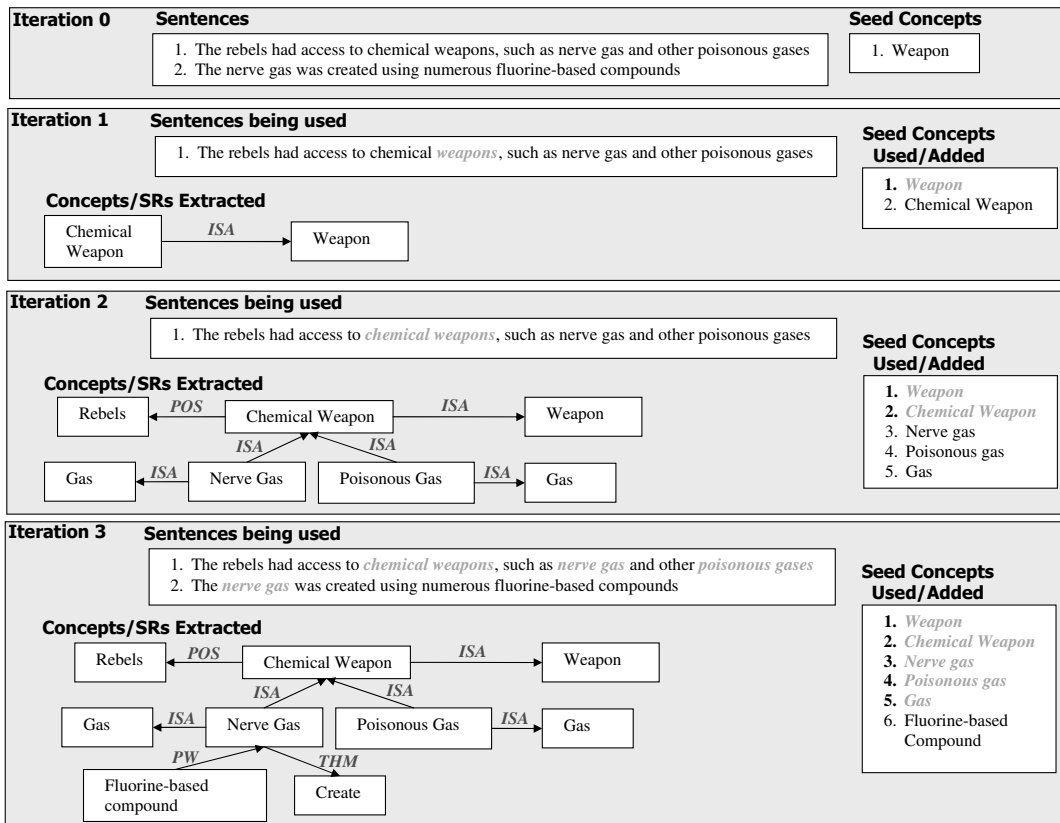 Iteration 0
Sentences
Seed Concepts
1. The rebels had access to chemical weapons, such as nerve gas and other poisonous gases
2. The nerve gas was created using numerous fluorine-based compounds
1. Weapon
Iteration 1
Sentences being used
1. The rebels had access to chemical weapons, such as nerve gas and other poisonous gases
Seed Concepts
Used/Added
1. Weapon
2. Chemical Weapon
Concepts/SRs Extracted
Chemical
Weapon
ISA
Weapon
Iteration 2
Sentences being used
1. The rebels had access to chemical weapons, such as nerve gas and other poisonous gases
Seed Concepts
Used/Added
1. Weapon
2. Chemical Weapon
3. Nerve gas
4. Poisonous gas
5. Gas
Concepts/SRs Extracted
Rebels
POS
Chemical Weapon
ISA
Weapon
ISA
ISA
Gas
ISA
Nerve Gas
Poisonous Gas
ISA
Gas
Iteration 3
Sentences being used
1. The rebels had access to chemical weapons, such as nerve gas and other poisonous gases
2. The nerve gas was created using numerous fluorine-based compounds
Seed Concepts
Used/Added
1. Weapon
2. Chemical Weapon
3. Nerve gas
4. Poisonous gas
5. Gas
6. Fluorine-based
Compound
Concepts/SRs Extracted
Rebels
POS
Chemical Weapon
ISA
Weapon
ISA
ISA
Gas
ISA
Nerve Gas
Poisonous Gas
ISA
Gas
PW
THM
Fluorine-based
compound
Create